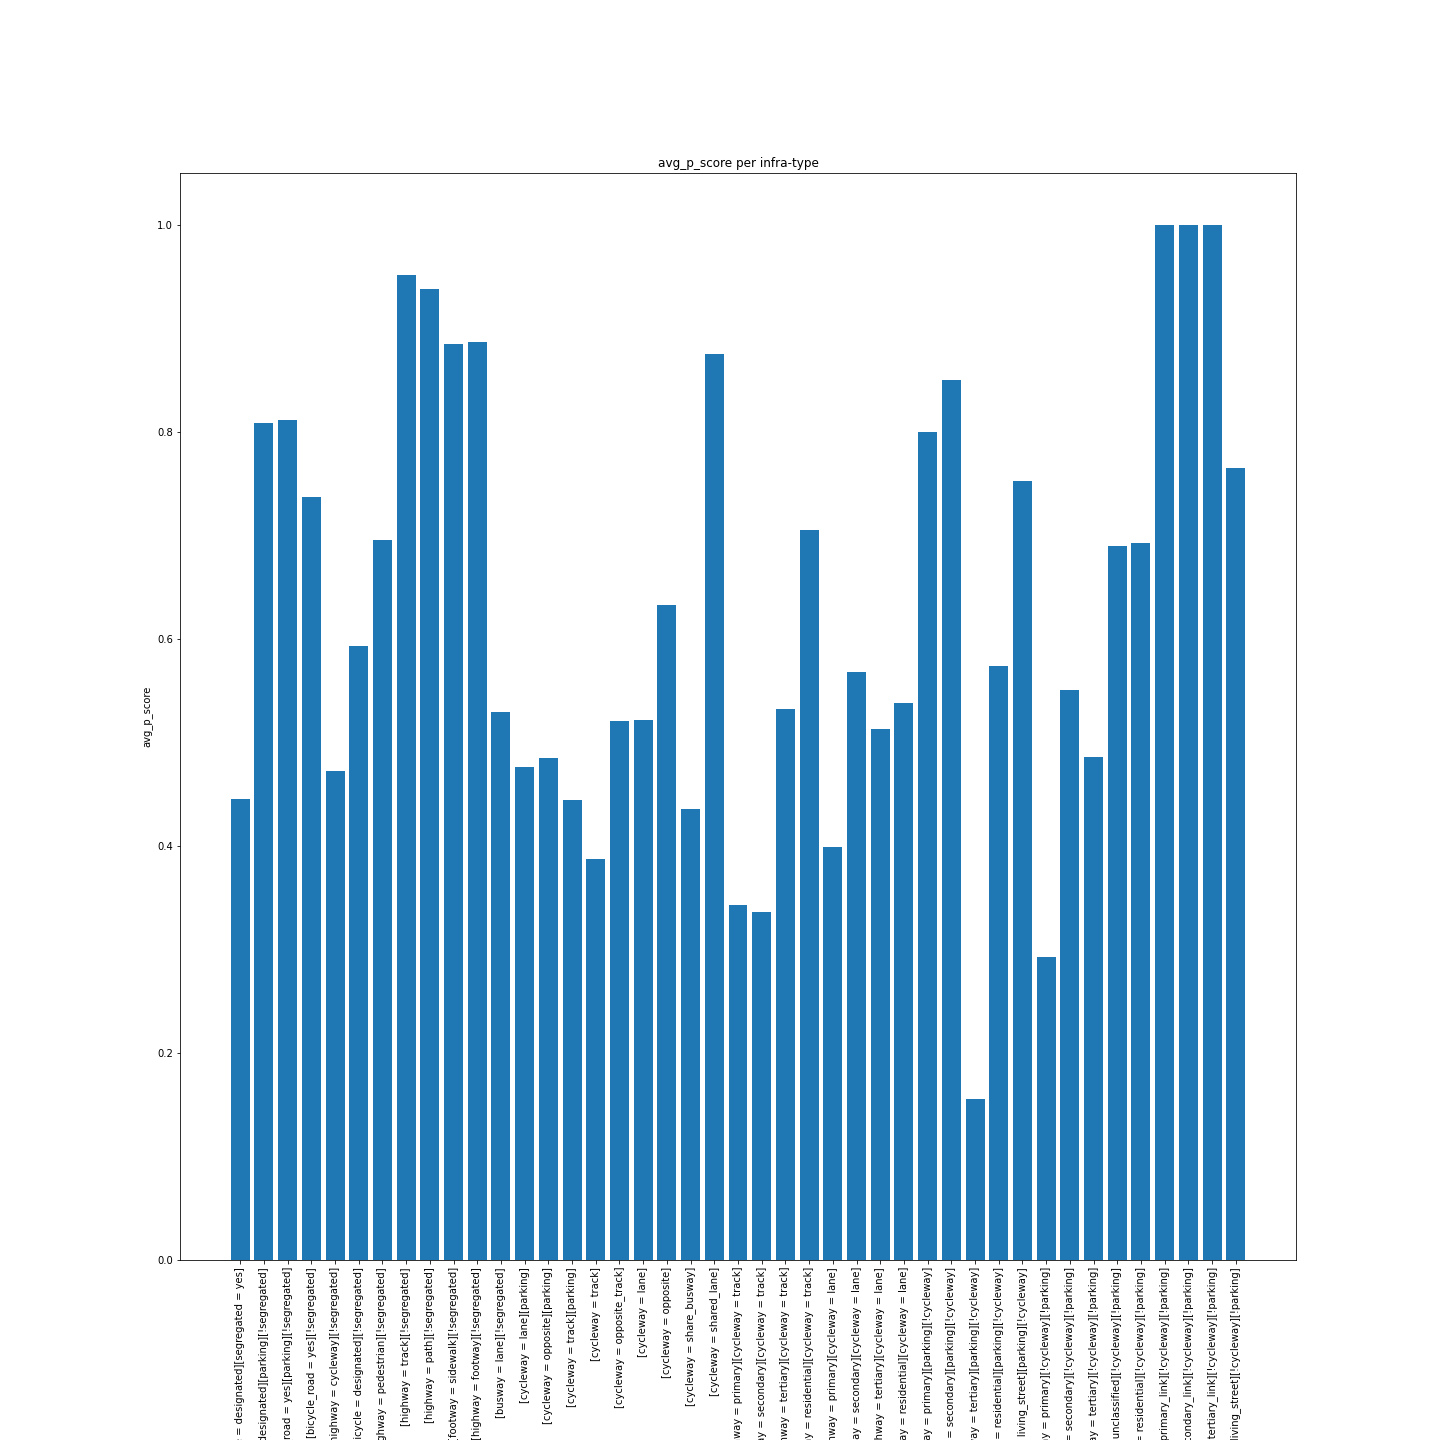 avg_p_score per infra-type
avg_p_score
1.0
0.8
0.6
0.4
0.2
0.0
= designated][segregated = yes]
designated][parking][!segregated]
road = yes][parking][!segregated]
[bicycle_road = yes][!segregated]
highway = cycleway][!segregated]
icycle = designated][!segregated]
ghway = pedestrian][!segregated]
[highway = track][!segregated]
[highway = path][!segregated]
[footway = sidewalk][!segregated]
[highway = footway][!segregated]
[busway = lane][!segregated]
[cycleway = lane][parking]
[cycleway = opposite][parking]
[cycleway = track][parking]
[cycleway = track]
[cycleway = opposite_track]
[cycleway = lane]
[cycleway = opposite]
[cycleway = share_busway]
[cycleway = shared_lane]
way = primary][cycleway = track]
ay = secondary][cycleway = track]
hway = tertiary][cycleway = track]
= residential][cycleway = track]
hway = primary][cycleway = lane]
ay = secondary][cycleway = lane]
hway = tertiary][cycleway = lane]
ay = residential][cycleway = lane]
= primary][parking][!cycleway]
= secondary][parking][!cycleway]
way = tertiary][parking][!cycleway]
= residential][parking][!cycleway]
living_street][parking][!cycleway]
= primary][!cycleway][!parking]
= secondary][!cycleway][!parking]
ay = tertiary][!cycleway][!parking]
unclassified][!cycleway][!parking]
= residential][!cycleway][!parking]
primary_link][!cycleway][!parking]
condary_link][!cycleway][!parking]
tertiary_link][!cycleway][!parking]
living_street][!cycleway][!parking]